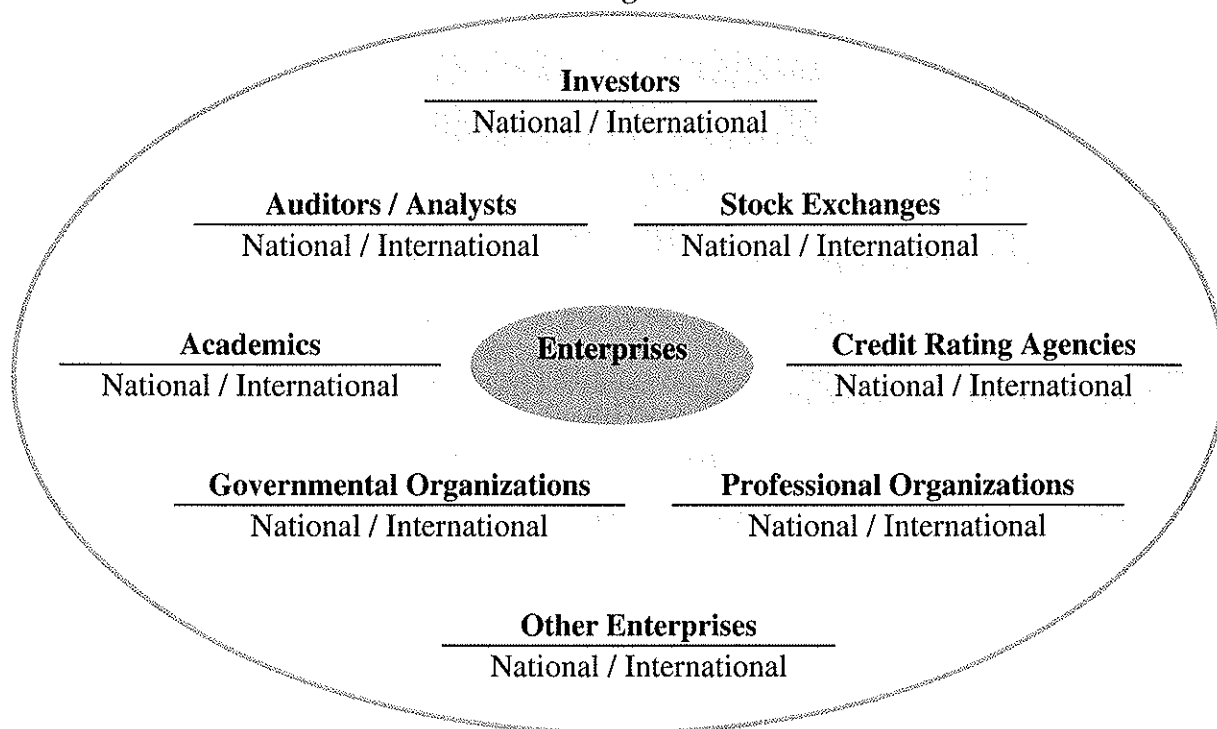 Investors
National / International
Auditors / Analysts
National / International
Stock Exchanges
National / International
Academics
National / International
Enterprises
Credit Rating Agencies
National / International
Governmental Organizations
National / International
Professional Organizations
National / International
Other Enterprises
National / International